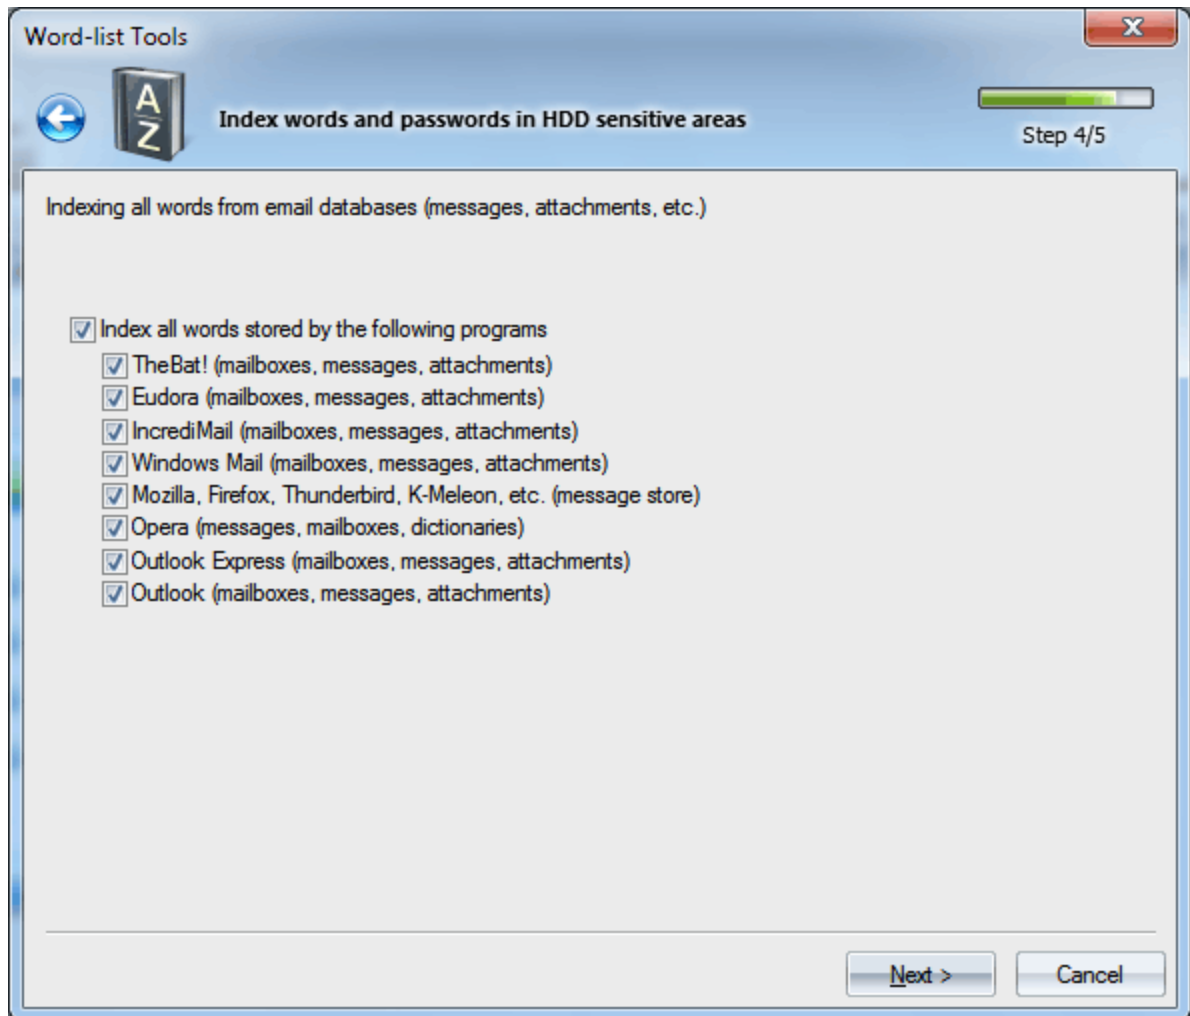 Word-list Tools
X
A
Z
Index words and passwords in HDD sensitive areas
Step 4/5
Indexing all words from email databases (messages, attachments, etc.)
Index all words stored by the following programs
TheBat! (mailboxes, messages, attachments)
Eudora (mailboxes, messages, attachments)
IncrediMail (mailboxes, messages, attachments)
Windows Mail (mailboxes, messages, attachments)
Mozilla, Firefox, Thunderbird, K-Meleon, etc. (message store)
Opera (messages, mailboxes, dictionaries)
Outlook Express (mailboxes, messages, attachments)
Outlook (mailboxes, messages, attachments)
Next >
Cancel